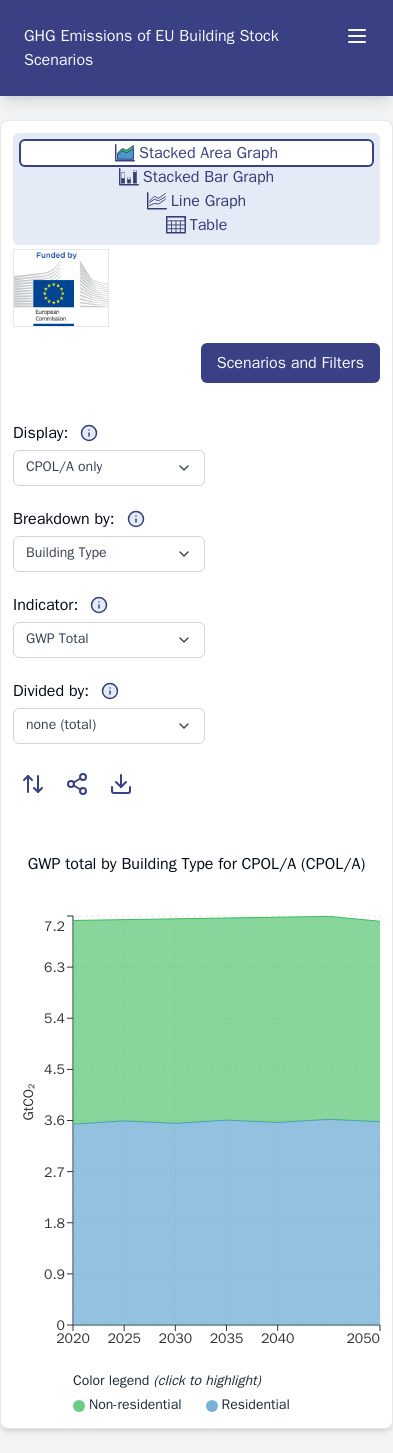 GHG Emissions of EU Building Stock
Scenarios
Stacked Area Graph
Stacked Bar Graph
Line Graph
Table
Funded by
European
Commission
Scenarios and Filters
Display:
CPOL/A only
Breakdown by:
Building Type
Indicator:
GWP Total
Divided by:
none (total)
GWP total by Building Type for CPOL/A (CPOL/A)
7.2
6.3
5.4
4.5
3.6
2.7
1.8
0.9
0
GtCO₂
2020 2025 2030 2035 2040 2050
Color legend (click to highlight)
Non-residential Residential